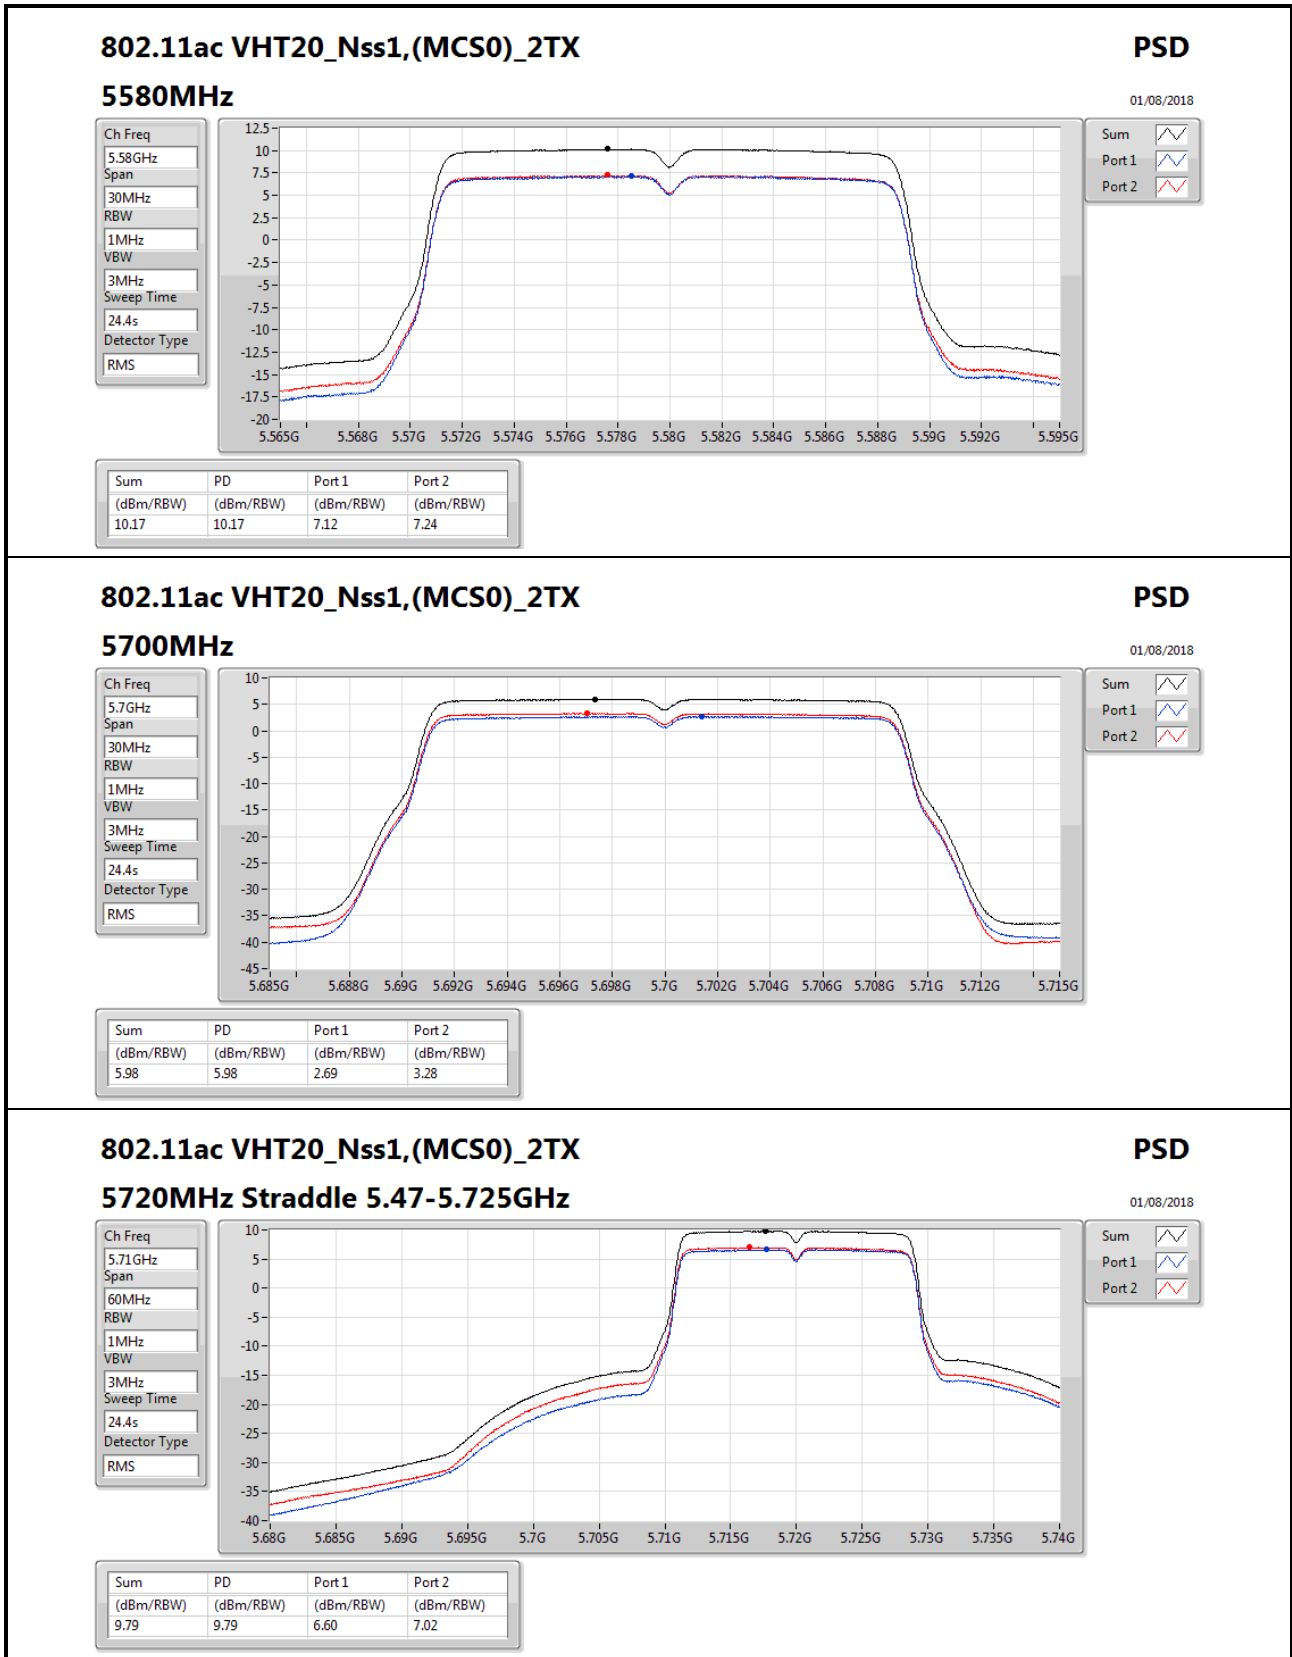 802.11ac VHT20_Nss1,(MCS0)_2TX PSD
5580MHz 01/08/2018
Ch Freq
5.58GHz
Span
30MHz
RBW
1MHz
VBW
3MHz
Sweep Time
24.4s
Detector Type
RMS
12.5
10
7.5
5
2.5
0
-2.5
-5
-7.5
-10
-12.5
-15
-17.5
-20
5.565G 5.568G 5.57G 5.572G 5.574G 5.576G 5.578G 5.58G 5.582G 5.584G 5.586G 5.588G 5.59G 5.592G 5.595G
Sum
Port 1
Port 2
Sum PD Port 1 Port 2
(dBm/RBW) (dBm/RBW) (dBm/RBW) (dBm/RBW)
10.17 10.17 7.12 7.24
802.11ac VHT20_Nss1,(MCS0)_2TX PSD
5700MHz 01/08/2018
Ch Freq
5.7GHz
Span
30MHz
RBW
1MHz
VBW
3MHz
Sweep Time
24.4s
Detector Type
RMS
10
5
0
-5
-10
-15
-20
-25
-30
-35
-40
-45
5.685G 5.688G 5.69G 5.692G 5.694G 5.696G 5.698G 5.7G 5.702G 5.704G 5.706G 5.708G 5.71G 5.712G 5.715G
Sum
Port 1
Port 2
Sum PD Port 1 Port 2
(dBm/RBW) (dBm/RBW) (dBm/RBW) (dBm/RBW)
5.98 5.98 2.69 3.28
802.11ac VHT20_Nss1,(MCS0)_2TX PSD
5720MHz Straddle 5.47-5.725GHz 01/08/2018
Ch Freq
5.71GHz
Span
60MHz
RBW
1MHz
VBW
3MHz
Sweep Time
24.4s
Detector Type
RMS
10
5
0
-5
-10
-15
-20
-25
-30
-35
-40
5.68G 5.685G 5.69G 5.695G 5.7G 5.705G 5.71G 5.715G 5.72G 5.725G 5.73G 5.735G 5.74G
Sum
Port 1
Port 2
Sum PD Port 1 Port 2
(dBm/RBW) (dBm/RBW) (dBm/RBW) (dBm/RBW)
9.79 9.79 6.60 7.02